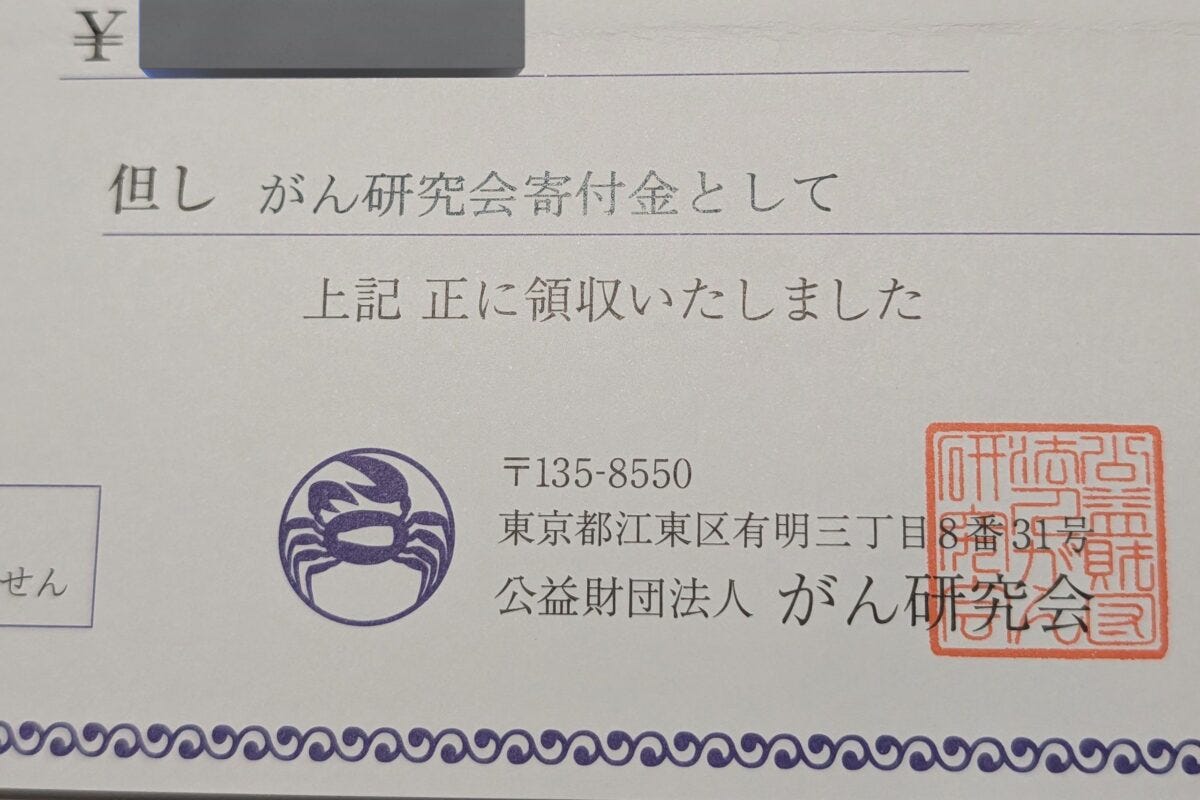 ¥
但し がん研究会寄付金として
上記 正に領収いたしました
せん
〒135-8550
東京都江東区有明三丁目8番31号
公益財団法人 がん研究会